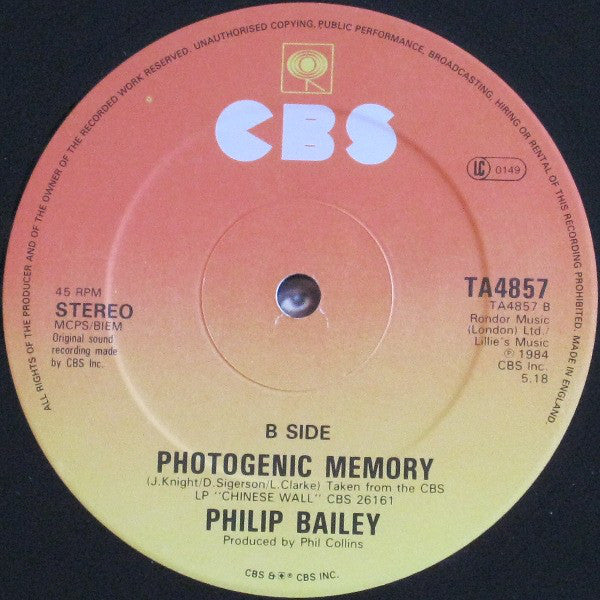 ALL RIGHTS OF THE PRODUCER AND OF THE OWNER OF THE RECORDED WORK RESERVED. UNAUTHORISED COPYING, PUBLIC PERFORMANCE, BROADCASTING, HIRING OR RENTAL OF THIS RECORDING PROHIBITED. MADE IN ENGLAND.
CBS
LC 0149
45 RPM
STEREO
MCPS/BIEM
Original sound
recording made
by CBS Inc.
TA4857
TA4857 B
Rondor Music
(London) Ltd./
Lillie's Music
℗ 1984
CBS Inc.
5.18
B SIDE
PHOTOGENIC MEMORY
(J.Knight/D.Sigerson/L.Clarke) Taken from the CBS
LP "CHINESE WALL" CBS 26161
PHILIP BAILEY
Produced by Phil Collins
CBS & ® CBS INC.